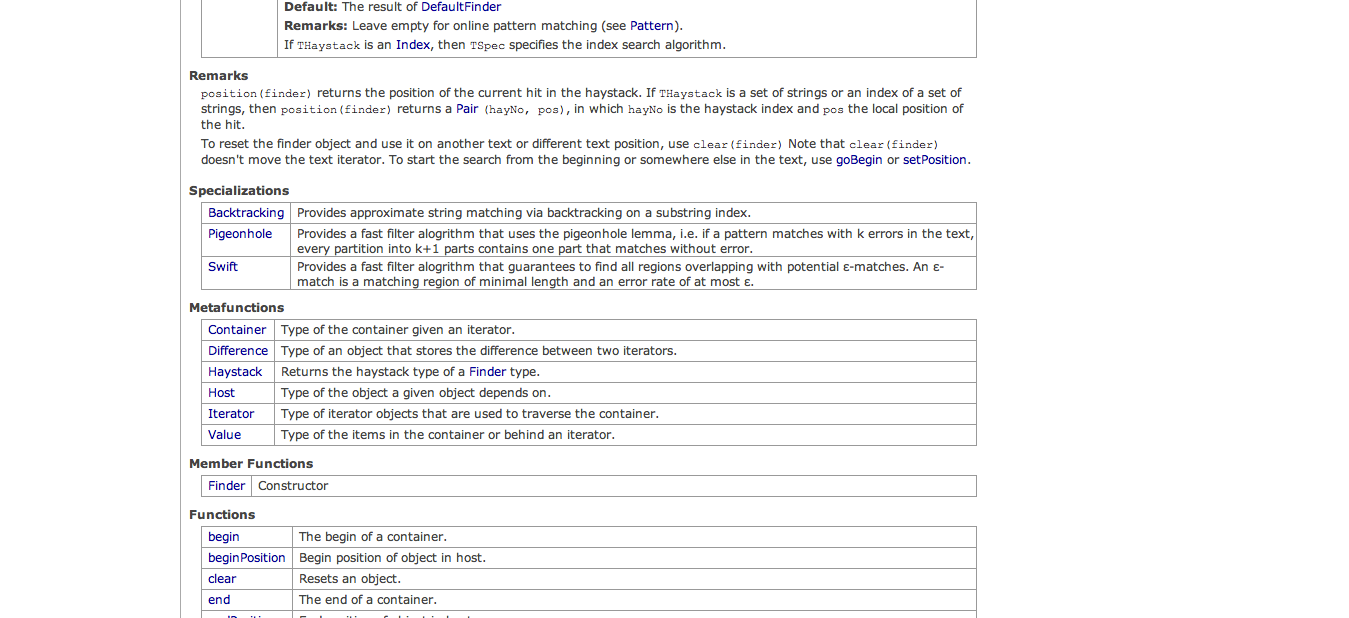 Default: The result of DefaultFinder
Remarks: Leave empty for online pattern matching (see Pattern).
If THaystack is an Index, then TSpec specifies the index search algorithm.
Remarks
position(finder) returns the position of the current hit in the haystack. If THaystack is a set of strings or an index of a set of
strings, then position(finder) returns a Pair (hayNo, pos), in which hayNo is the haystack index and pos the local position of
the hit.
To reset the finder object and use it on another text or different text position, use clear(finder) Note that clear(finder)
doesn't move the text iterator. To start the search from the beginning or somewhere else in the text, use goBegin or setPosition.
Specializations
Backtracking Provides approximate string matching via backtracking on a substring index.
Pigeonhole Provides a fast filter alogrithm that uses the pigeonhole lemma, i.e. if a pattern matches with k errors in the text,
every partition into k+1 parts contains one part that matches without error.
Swift Provides a fast filter alogrithm that guarantees to find all regions overlapping with potential ε-matches. An ε-
match is a matching region of minimal length and an error rate of at most ε.
Metafunctions
Container Type of the container given an iterator.
Difference Type of an object that stores the difference between two iterators.
Haystack Returns the haystack type of a Finder type.
Host Type of the object a given object depends on.
Iterator Type of iterator objects that are used to traverse the container.
Value Type of the items in the container or behind an iterator.
Member Functions
Finder Constructor
Functions
begin The begin of a container.
beginPosition Begin position of object in host.
clear Resets an object.
end The end of a container.